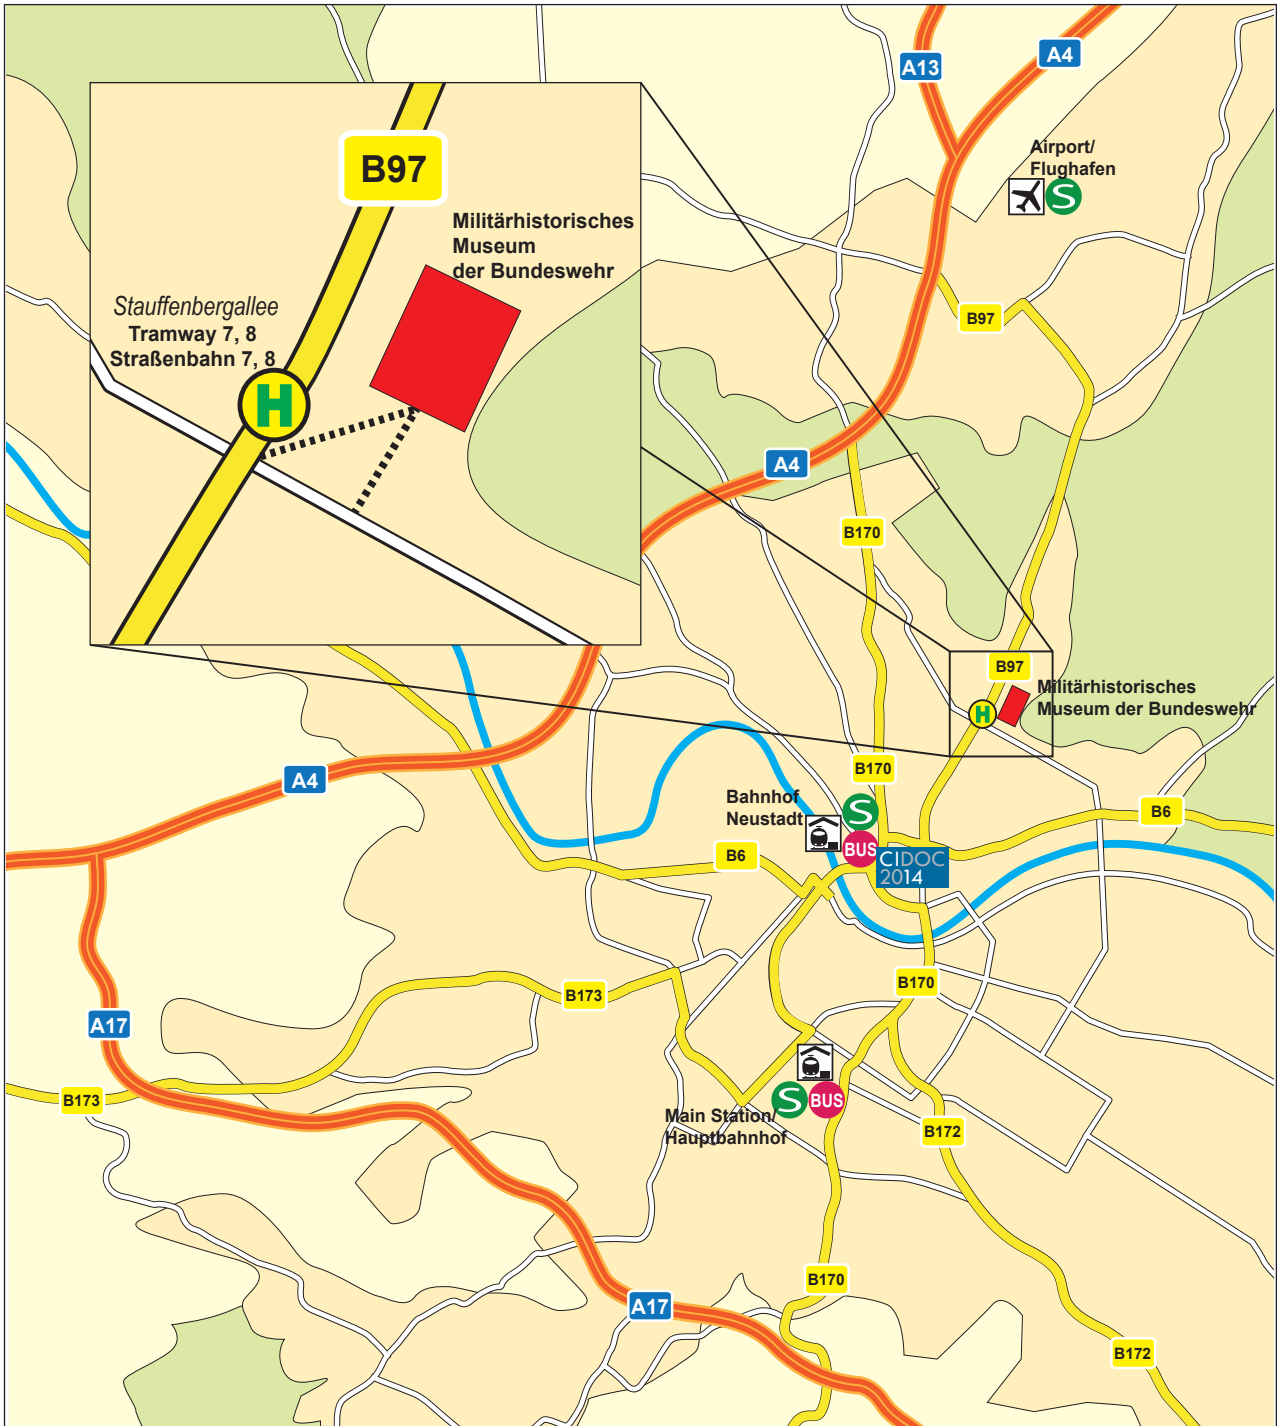 A13
A4
Airport/
Flughafen
S
B97
Militärhistorisches
Museum
der Bundeswehr
Stauffenbergallee
Tramway 7, 8
Straßenbahn 7, 8
H
B97
A4
B170
B97
Militärhistorisches
Museum der Bundeswehr
H
B170
A4
Bahnhof
Neustadt
S
BUS
B6
B6
CIDOC
2014
B170
B173
A17
B173
S
BUS
Main Station/
Hauptbahnhof
B172
B170
A17
B172